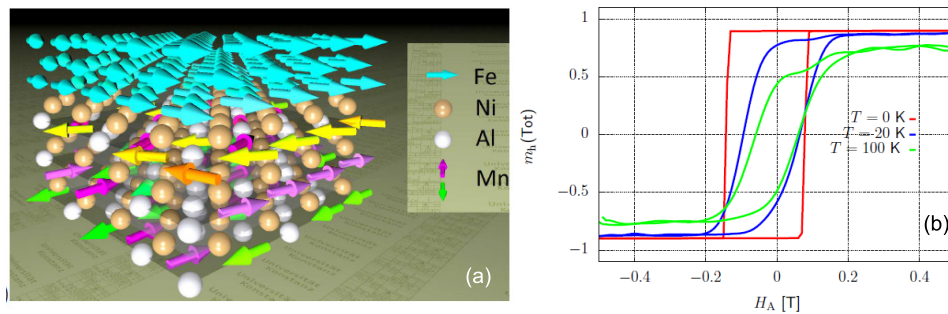 Fe
Ni
Al
Mn
(a)
)
1
0.5
0
−0.5
−1
m_h(Tot)
T = 0 K
T = 20 K
T = 100 K
(b)
−0.4 −0.2 0 0.2 0.4
H_A [T]